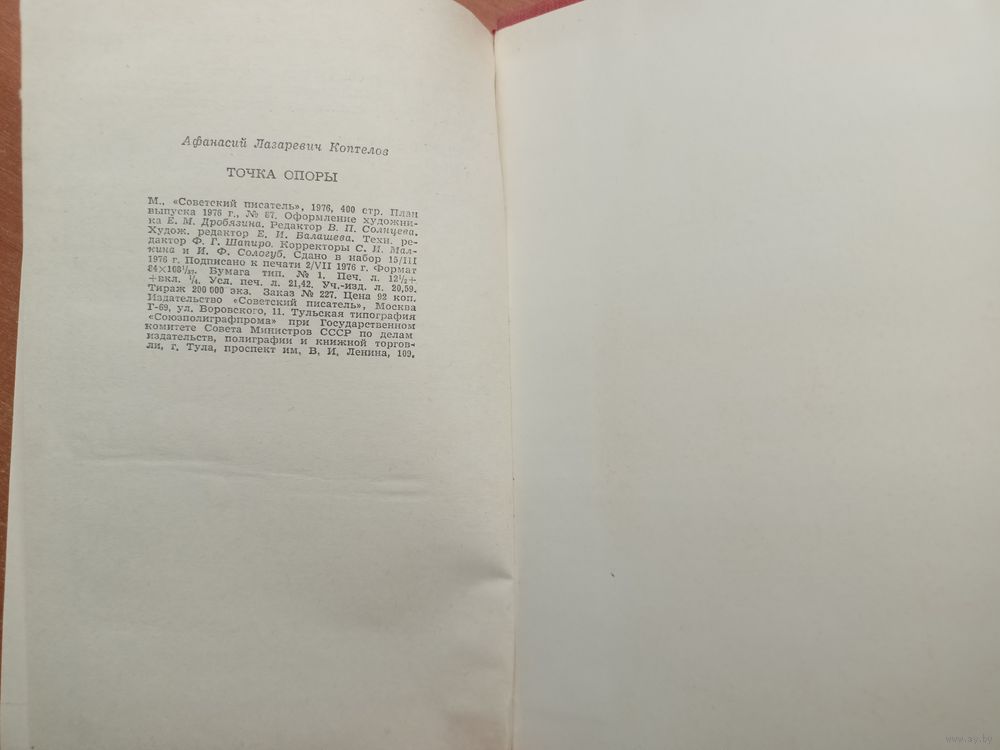 Афанасий Лазаревич Коптелов
ТОЧКА ОПОРЫ
М., «Советский писатель», 1976, 400 стр. План
выпуска 1976 г., № 87. Оформление художни-
ка Е. М. Дробязина. Редактор В. П. Солнцева.
Худож. редактор Е. И. Балашева. Техн. ре-
дактор Ф. Г. Шапиро. Корректоры С. И. Мал-
кина и И. Ф. Сологуб. Сдано в набор 15/III
1976 г. Подписано к печати 2/VII 1976 г. Формат
84×108¹/₃₂. Бумага тип. № 1. Печ. л. 12¹/₂+
+вкл. ¹/₄. Усл. печ. л. 21,42. Уч.-изд. л. 20,59.
Тираж 200 000 экз. Заказ № 227. Цена 92 коп.
Издательство «Советский писатель», Москва
Г-69, ул. Воровского, 11. Тульская типография
«Союзполиграфпрома» при Государственном
комитете Совета Министров СССР по делам
издательств, полиграфии и книжной торгов-
ли, г. Тула, проспект им. В. И. Ленина, 109.
www.ay.by